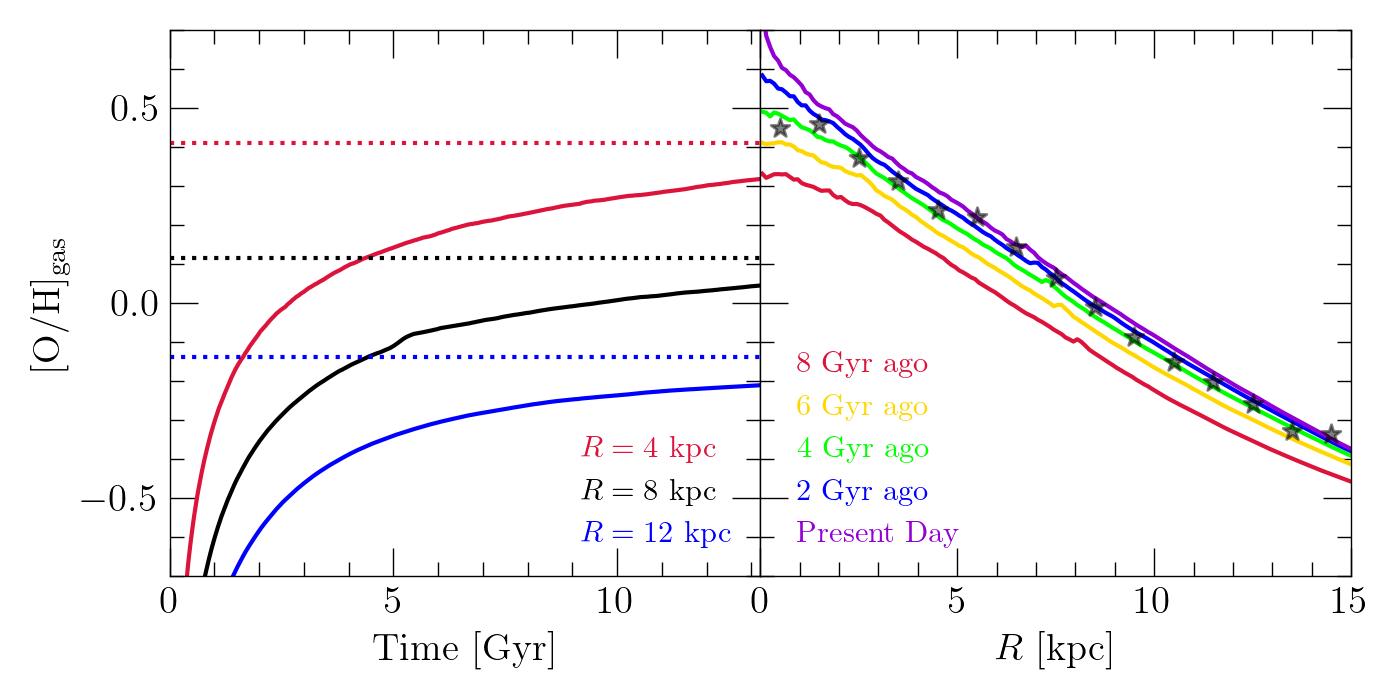 [O/H]gas
0.5
0.0
−0.5
R = 4 kpc
R = 8 kpc
R = 12 kpc
0
5
10
Time [Gyr]
8 Gyr ago
6 Gyr ago
4 Gyr ago
2 Gyr ago
Present Day
0
5
10
15
R [kpc]